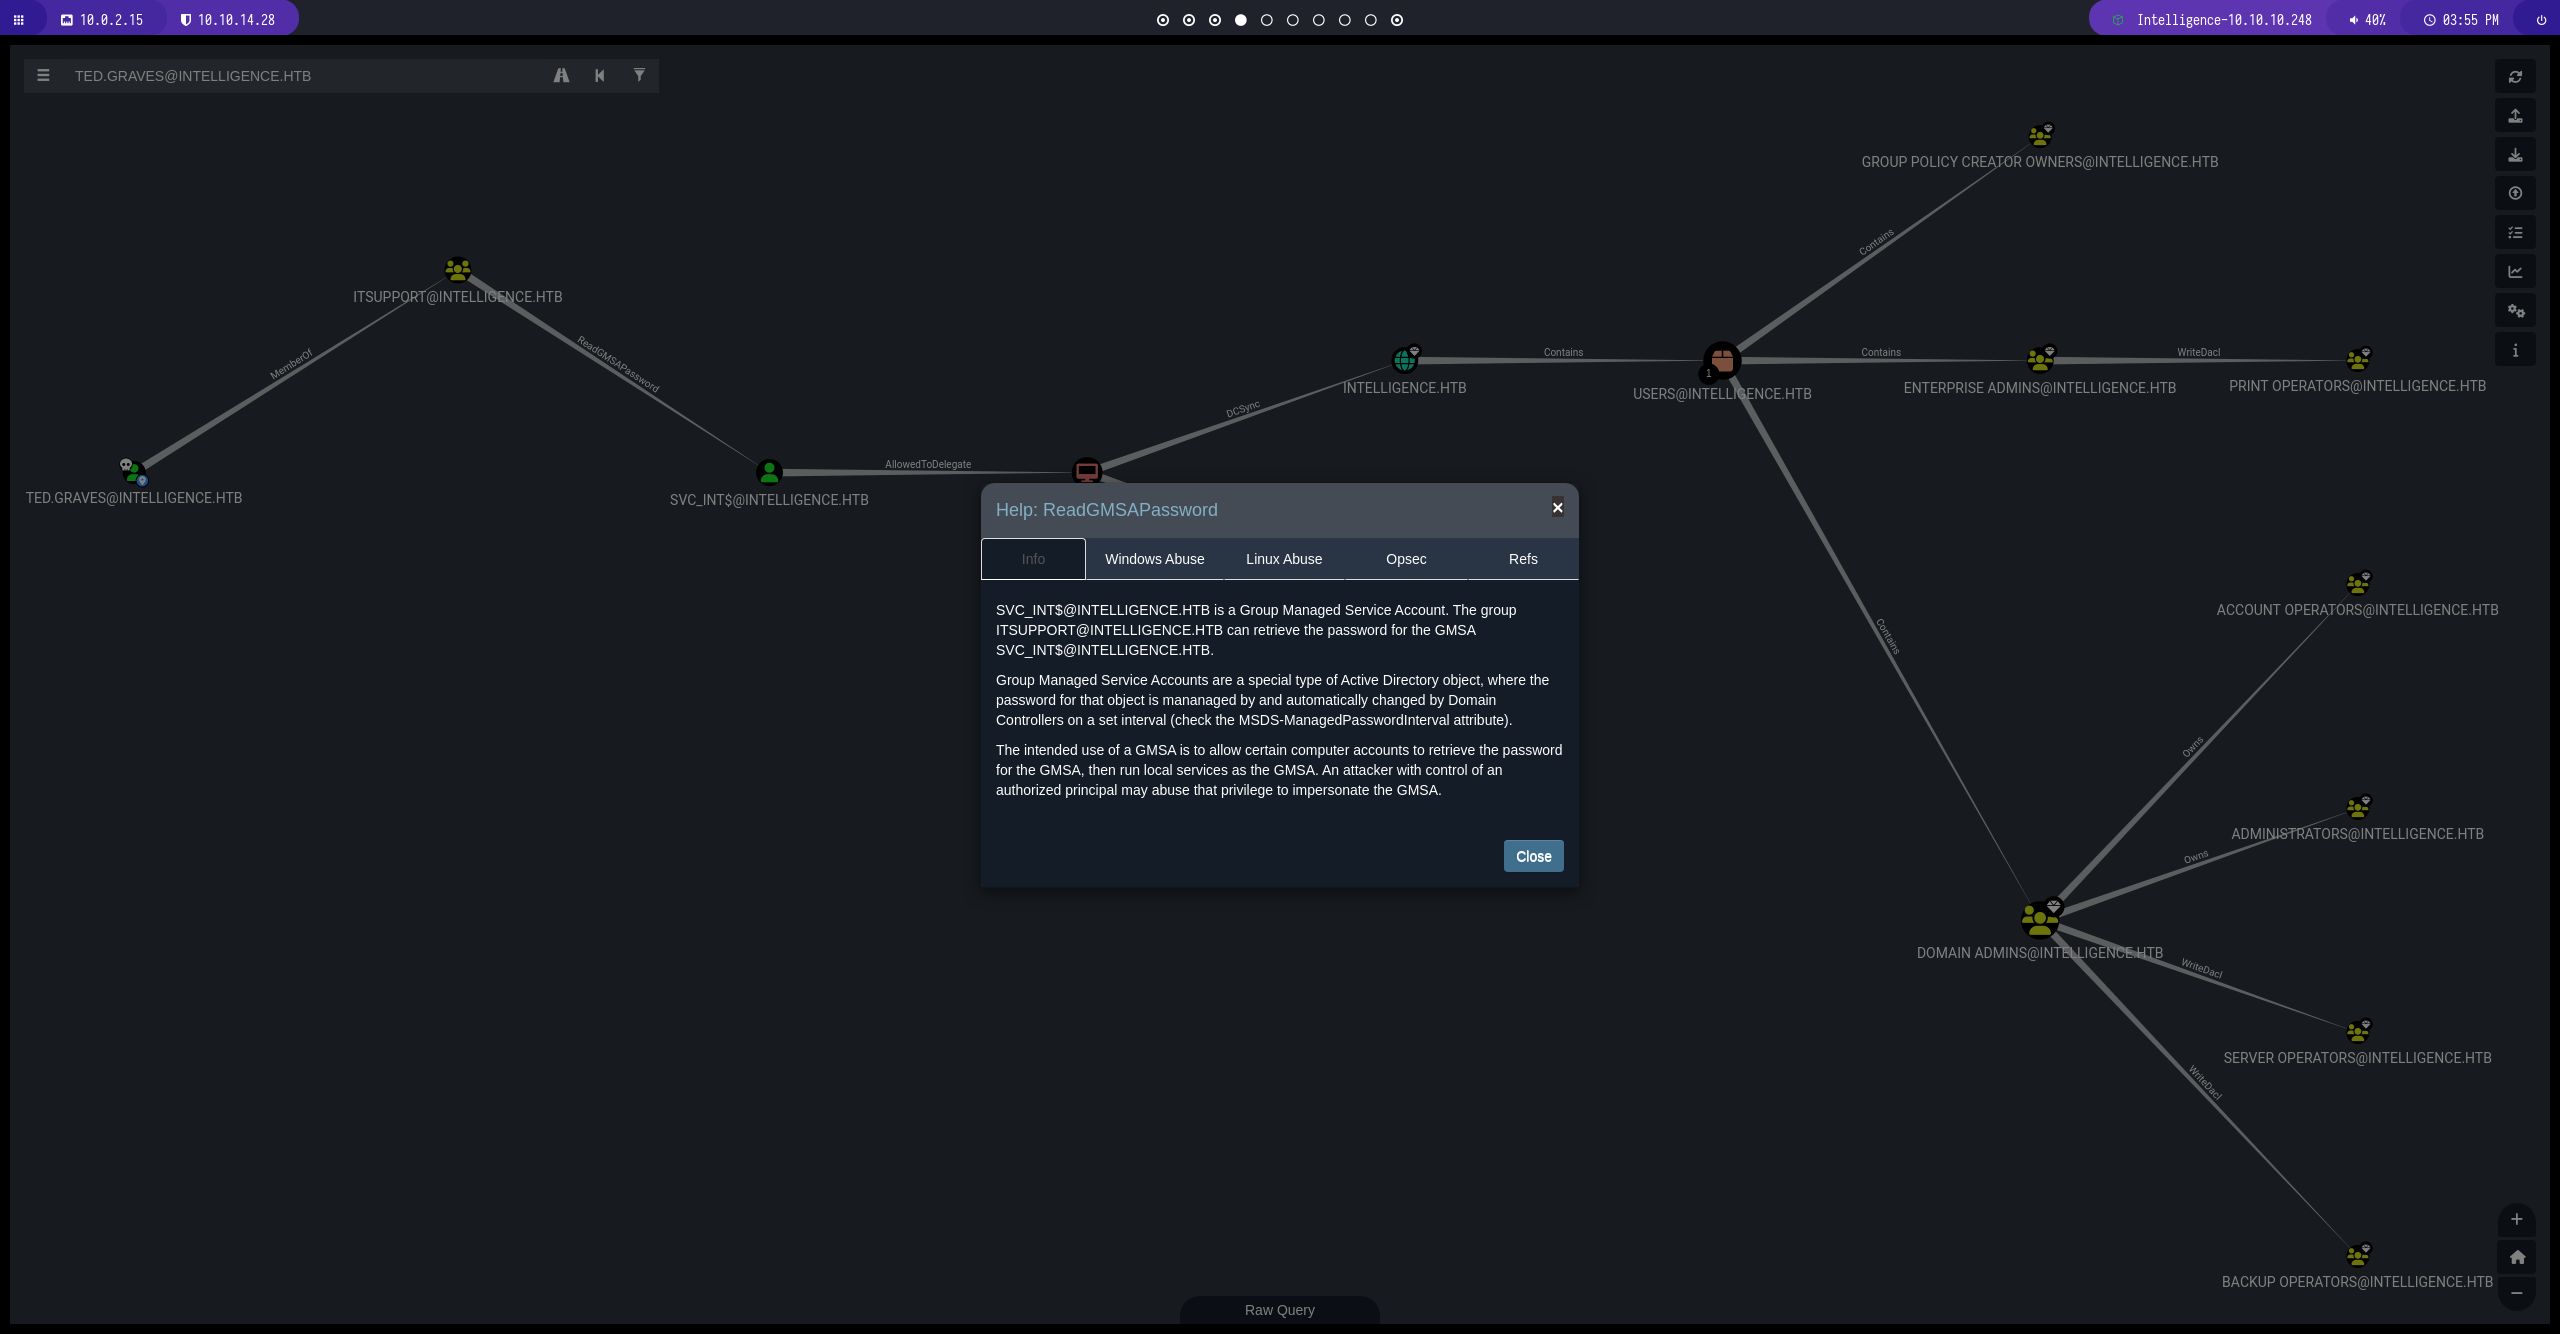 10.0.2.15
10.10.14.28
Intelligence-10.10.10.248
40%
03:55 PM
TED.GRAVES@INTELLIGENCE.HTB
GROUP POLICY CREATOR OWNERS@INTELLIGENCE.HTB
Contains
ITSUPPORT@INTELLIGENCE.HTB
MemberOf
ReadGMSAPassword
Contains
Contains
WriteDacl
INTELLIGENCE.HTB
USERS@INTELLIGENCE.HTB
1
ENTERPRISE ADMINS@INTELLIGENCE.HTB
PRINT OPERATORS@INTELLIGENCE.HTB
DCSync
AllowedToDelegate
TED.GRAVES@INTELLIGENCE.HTB
SVC_INT$@INTELLIGENCE.HTB
Help: ReadGMSAPassword
×
Info
Windows Abuse
Linux Abuse
Opsec
Refs
SVC_INT$@INTELLIGENCE.HTB is a Group Managed Service Account. The group
ITSUPPORT@INTELLIGENCE.HTB can retrieve the password for the GMSA
SVC_INT$@INTELLIGENCE.HTB.
Group Managed Service Accounts are a special type of Active Directory object, where the
password for that object is mananaged by and automatically changed by Domain
Controllers on a set interval (check the MSDS-ManagedPasswordInterval attribute).
The intended use of a GMSA is to allow certain computer accounts to retrieve the password
for the GMSA, then run local services as the GMSA. An attacker with control of an
authorized principal may abuse that privilege to impersonate the GMSA.
Close
Contains
ACCOUNT OPERATORS@INTELLIGENCE.HTB
Owns
ADMINISTRATORS@INTELLIGENCE.HTB
Owns
DOMAIN ADMINS@INTELLIGENCE.HTB
WriteDacl
SERVER OPERATORS@INTELLIGENCE.HTB
WriteDacl
BACKUP OPERATORS@INTELLIGENCE.HTB
Raw Query